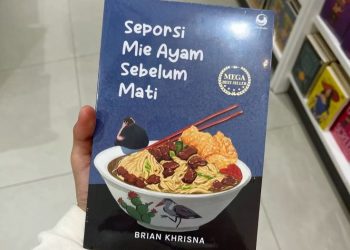 Seporsi
Mie Ayam
Sebelum
Mati
MEGA
BEST SELLER
BRIAN KHRISNA